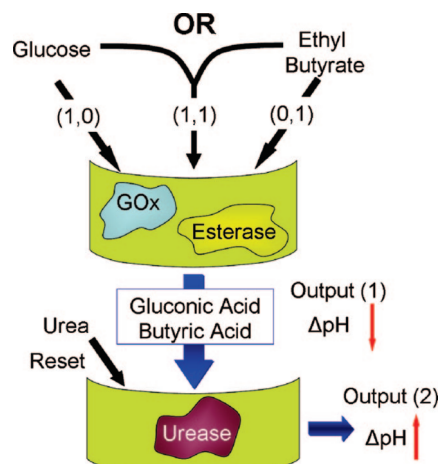 OR
Glucose
Ethyl
Butyrate
(1,0)
(1,1)
(0,1)
GOx
Esterase
Gluconic Acid
Butyric Acid
Output (1)
ΔpH
Urea
Reset
Urease
Output (2)
ΔpH